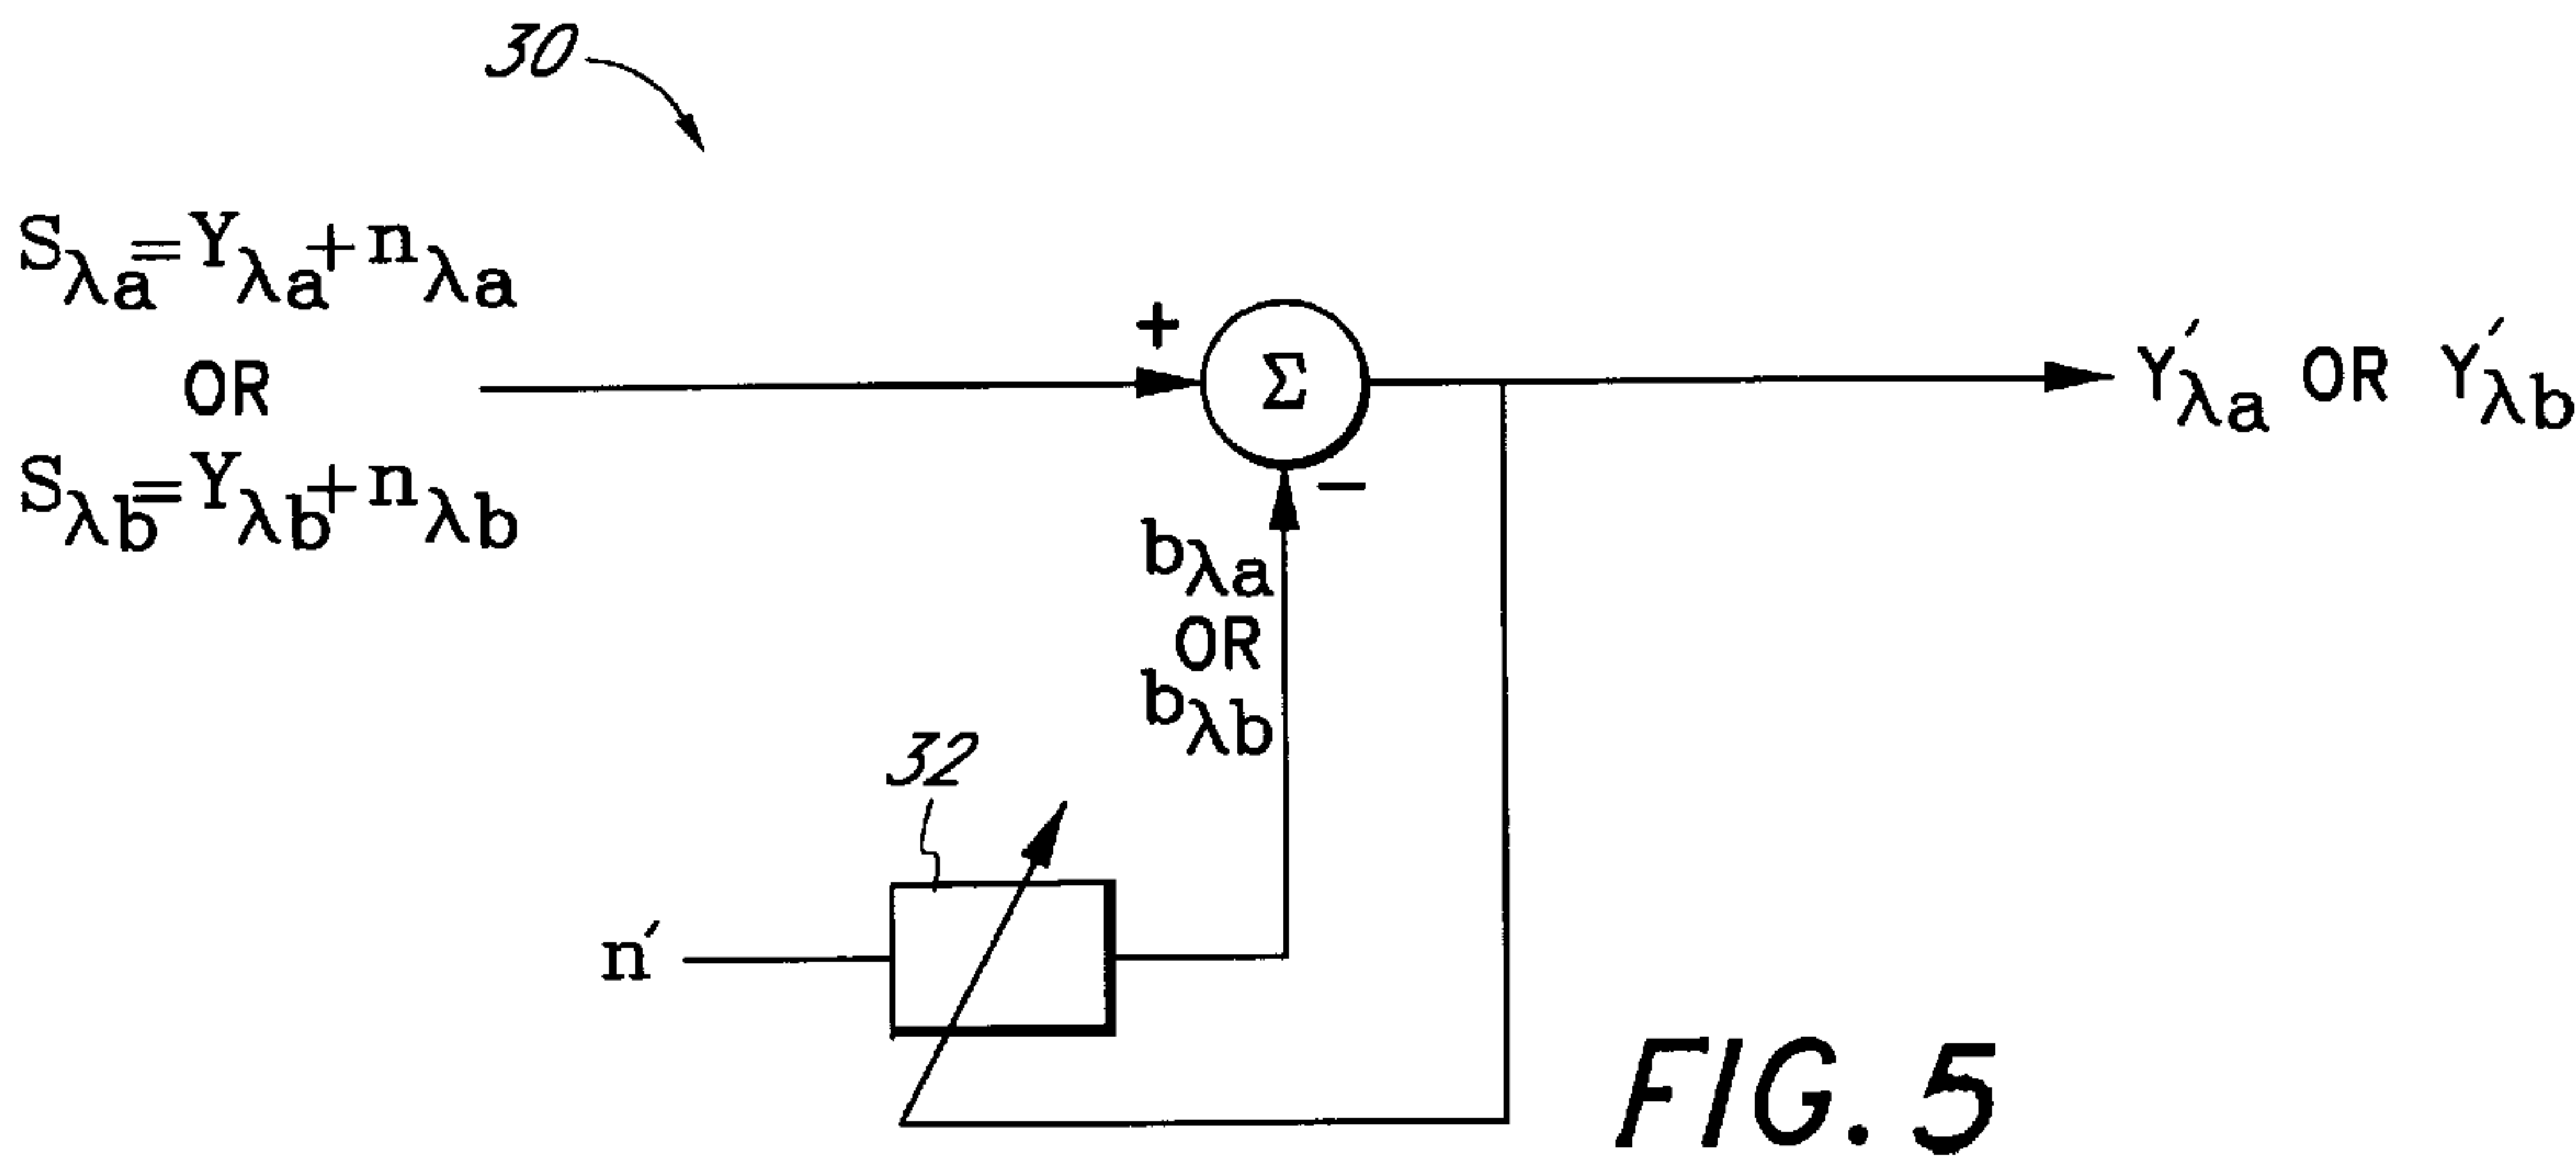 30
Sλa=Yλa+nλa
OR
Sλb=Yλb+nλb
+
Σ
−
Y′λa OR Y′λb
bλa
OR
bλb
32
n′
FIG. 5